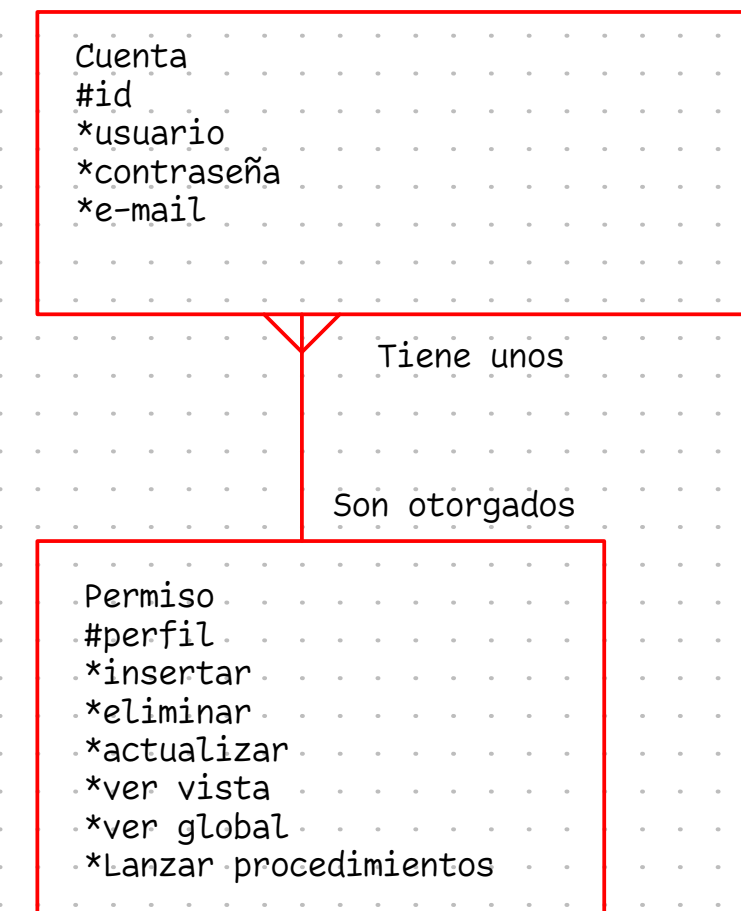 Cuenta
#id
*usuario
*contraseña
*e-mail
Tiene unos
Son otorgados
Permiso
#perfil
*insertar
*eliminar
*actualizar
*ver vista
*ver global
*Lanzar procedimientos